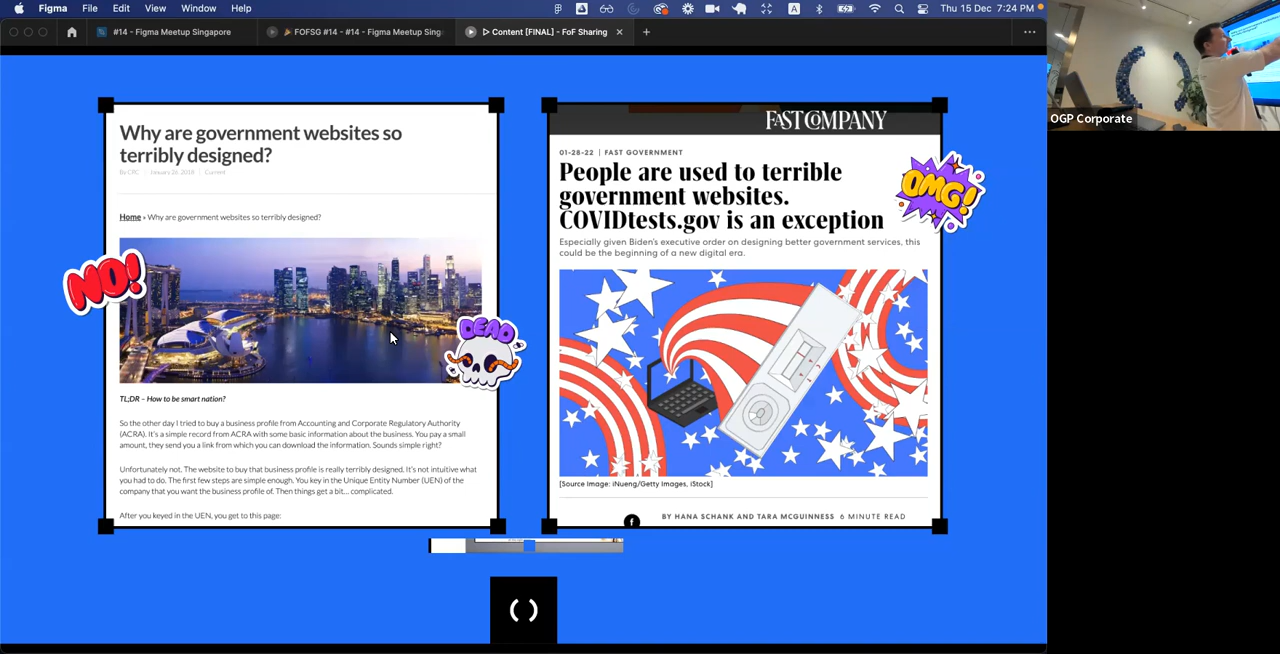 Figma File Edit View Window Help
A
Thu 15 Dec 7:24 PM
#14 - Figma Meetup Singapore
FOFSG #14 - #14 - Figma Meetup Sing
Content [FINAL] - FoF Sharing
OGP Corporate
Why are government websites so
terribly designed?
By CRC January 26, 2018 Current
Home » Why are government websites so terribly designed?
NO!
DEAD
TL;DR – How to be smart nation?
So the other day I tried to buy a business profile from Accounting and Corporate Regulatory Authority
(ACRA). It's a simple record from ACRA with some basic information about the business. You pay a small
amount, they send you a link from which you can download the information. Sounds simple right?
Unfortunately not. The website to buy that business profile is really terribly designed. It's not intuitive what
you had to do. The first few steps are simple enough. You key in the Unique Entity Number (UEN) of the
company that you want the business profile of. Then things get a bit... complicated.
After you keyed in the UEN, you get to this page:
FAST COMPANY
01-28-22 | FAST GOVERNMENT
People are used to terrible
government websites.
COVIDtests.gov is an exception
OMG!
Especially given Biden's executive order on designing better government services, this
could be the beginning of a new digital era.
[Source Image: iNueng/Getty Images, iStock]
f
BY HANA SCHANK AND TARA MCGUINNESS 6 MINUTE READ